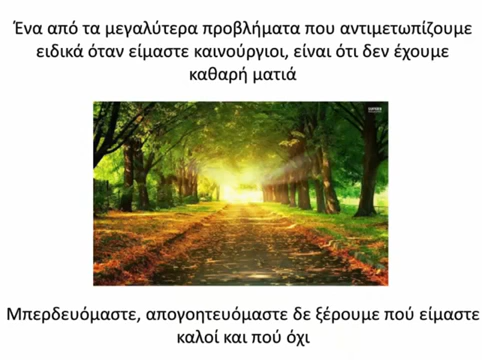 Ένα από τα μεγαλύτερα προβλήματα που αντιμετωπίζουμε
ειδικά όταν είμαστε καινούργιοι, είναι ότι δεν έχουμε
καθαρή ματιά
Μπερδευόμαστε, απογοητευόμαστε δε ξέρουμε πού είμαστε
καλοί και πού όχι